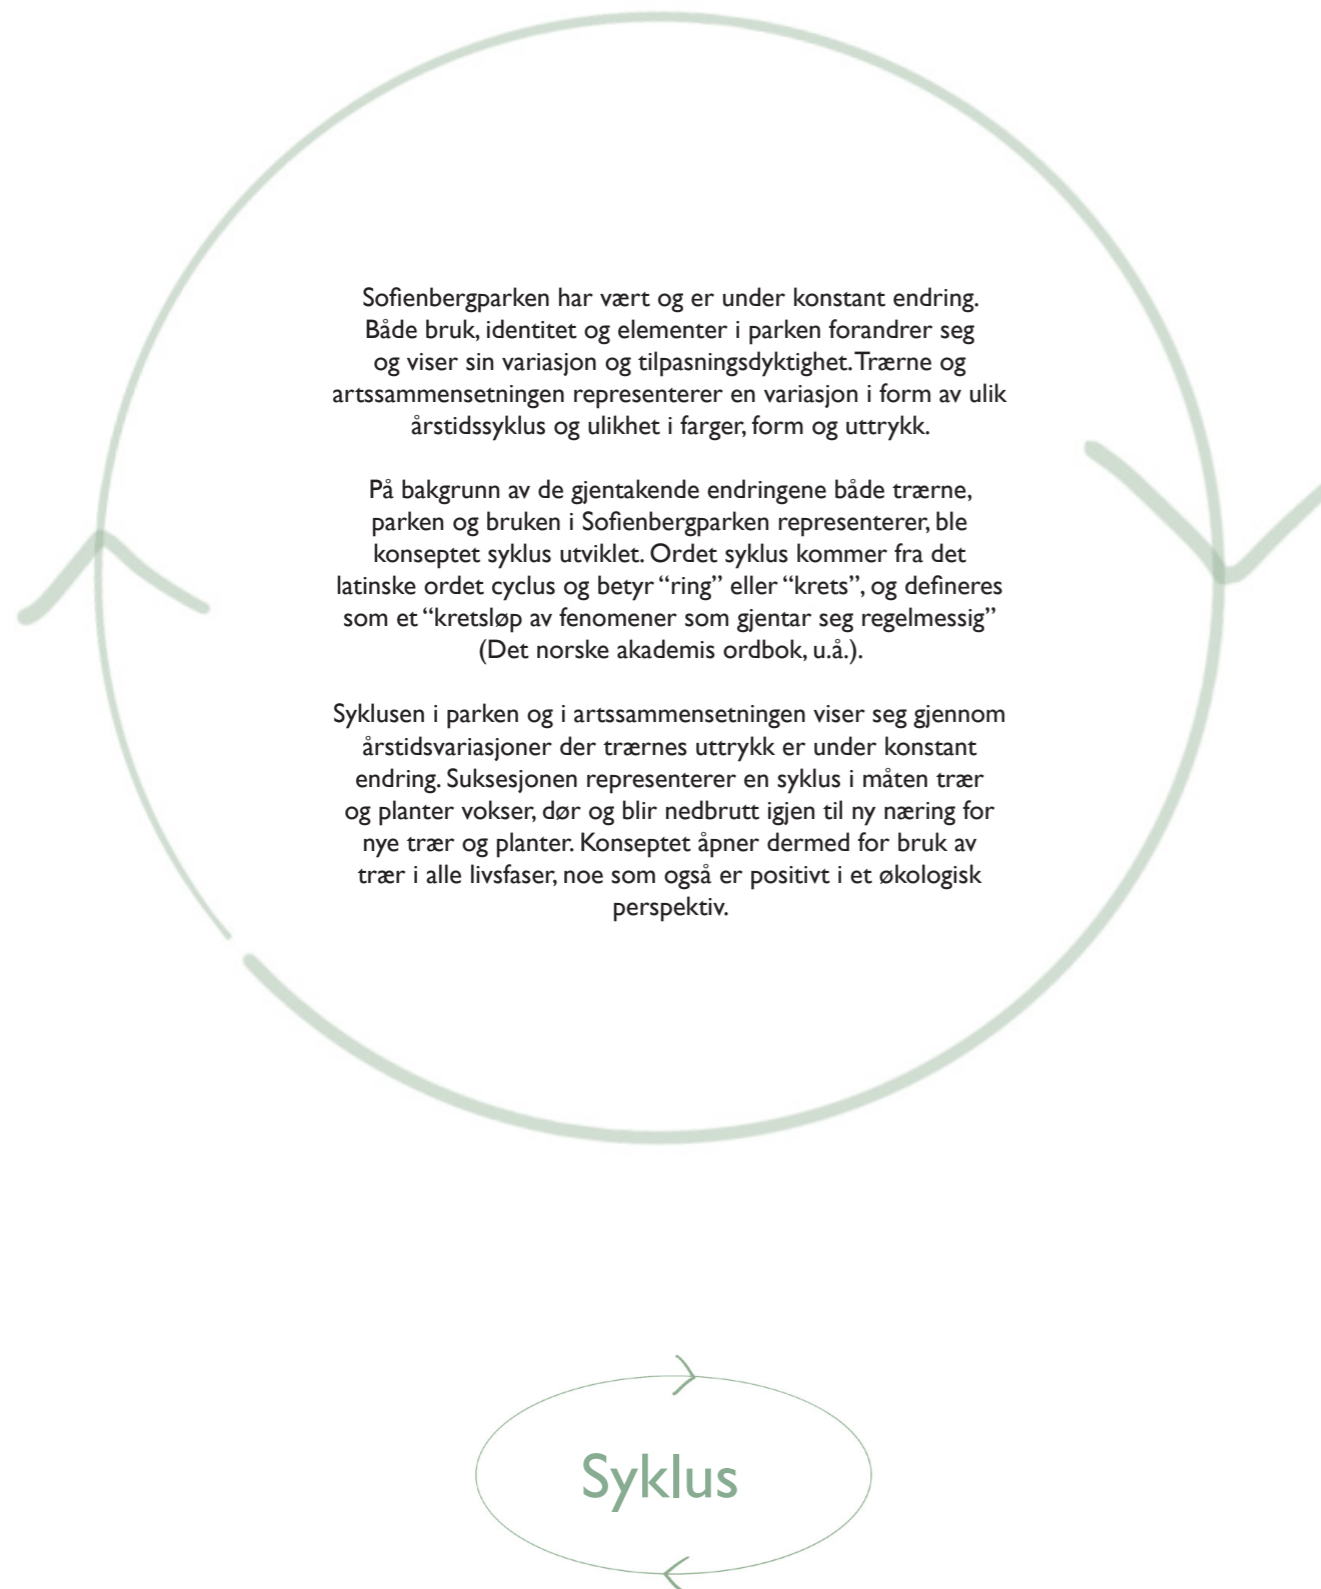 Sofienbergparken har vært og er under konstant endring.
Både bruk, identitet og elementer i parken forandrer seg
og viser sin variasjon og tilpasningsdyktighet. Trærne og
artssammensetningen representerer en variasjon i form av ulik
årstidssyklus og ulikhet i farger, form og uttrykk.
På bakgrunn av de gjentakende endringene både trærne,
parken og bruken i Sofienbergparken representerer, ble
konseptet syklus utviklet. Ordet syklus kommer fra det
latinske ordet cyclus og betyr “ring” eller “krets”, og defineres
som et “kretsløp av fenomener som gjentar seg regelmessig”
(Det norske akademis ordbok, u.å.).
Syklusen i parken og i artssammensetningen viser seg gjennom
årstidsvariasjoner der trærnes uttrykk er under konstant
endring. Suksesjonen representerer en syklus i måten trær
og planter vokser, dør og blir nedbrutt igjen til ny næring for
nye trær og planter. Konseptet åpner dermed for bruk av
trær i alle livsfaser, noe som også er positivt i et økologisk
perspektiv.
Syklus